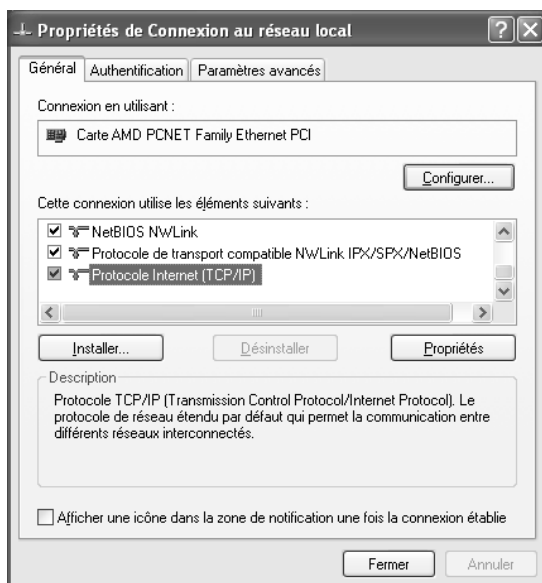 Propriétés de Connexion au réseau local
Général Authentification Paramètres avancés
Connexion en utilisant :
Carte AMD PCNET Family Ethernet PCI
Configurer...
Cette connexion utilise les éléments suivants :
NetBIOS NWLink
Protocole de transport compatible NWLink IPX/SPX/NetBIOS
Protocole Internet (TCP/IP)
Installer... Désinstaller Propriétés
Description
Protocole TCP/IP (Transmission Control Protocol/Internet Protocol). Le
protocole de réseau étendu par défaut qui permet la communication entre
différents réseaux interconnectés.
Afficher une icône dans la zone de notification une fois la connexion établie
Fermer Annuler